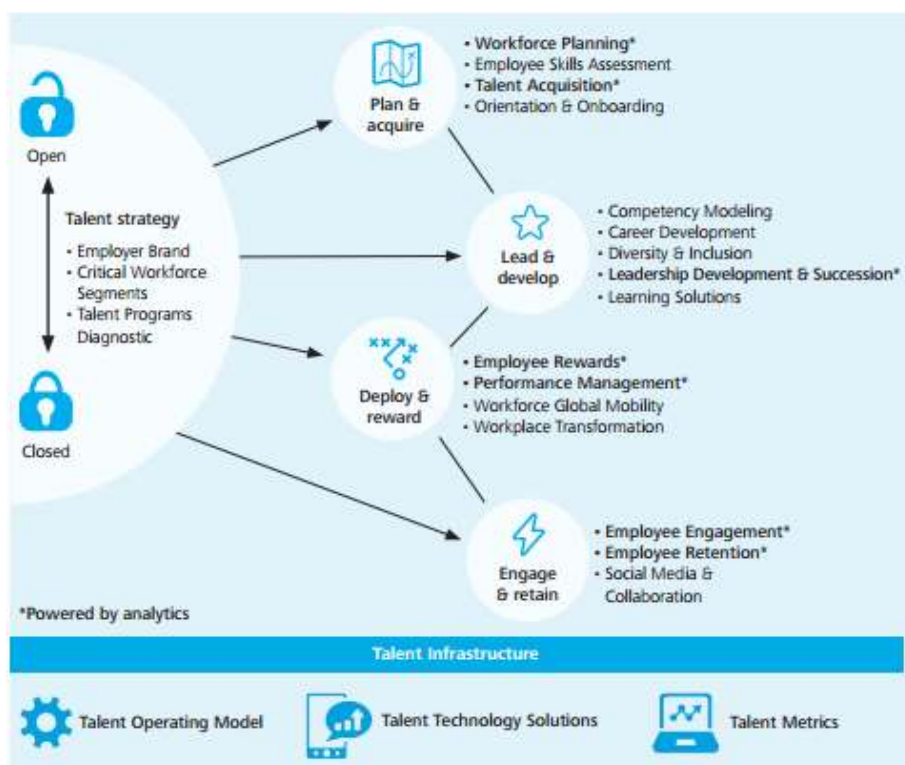 Open
Talent strategy
• Employer Brand
• Critical Workforce
Segments
• Talent Programs
Diagnostic
Closed
Plan &
acquire
• Workforce Planning*
• Employee Skills Assessment
• Talent Acquisition*
• Orientation & Onboarding
Lead &
develop
• Competency Modeling
• Career Development
• Diversity & Inclusion
• Leadership Development & Succession*
• Learning Solutions
Deploy &
reward
• Employee Rewards*
• Performance Management*
• Workforce Global Mobility
• Workplace Transformation
Engage
& retain
• Employee Engagement*
• Employee Retention*
• Social Media &
Collaboration
*Powered by analytics
Talent Infrastructure
Talent Operating Model
Talent Technology Solutions
Talent Metrics